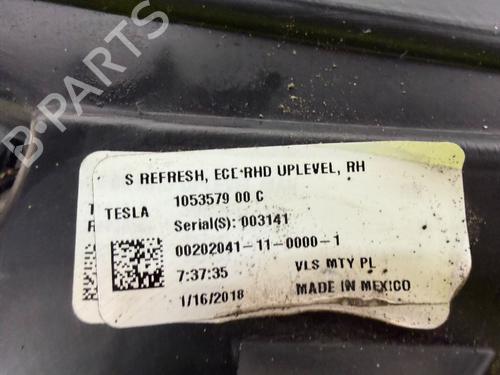 S REFRESH, ECE RHD UPLEVEL, RH
TESLA
1053579 00 C
Serial(S): 003141
00202041-11-0000-1
7:37:35
VLS MTY PL
1/16/2018
MADE IN MEXICO